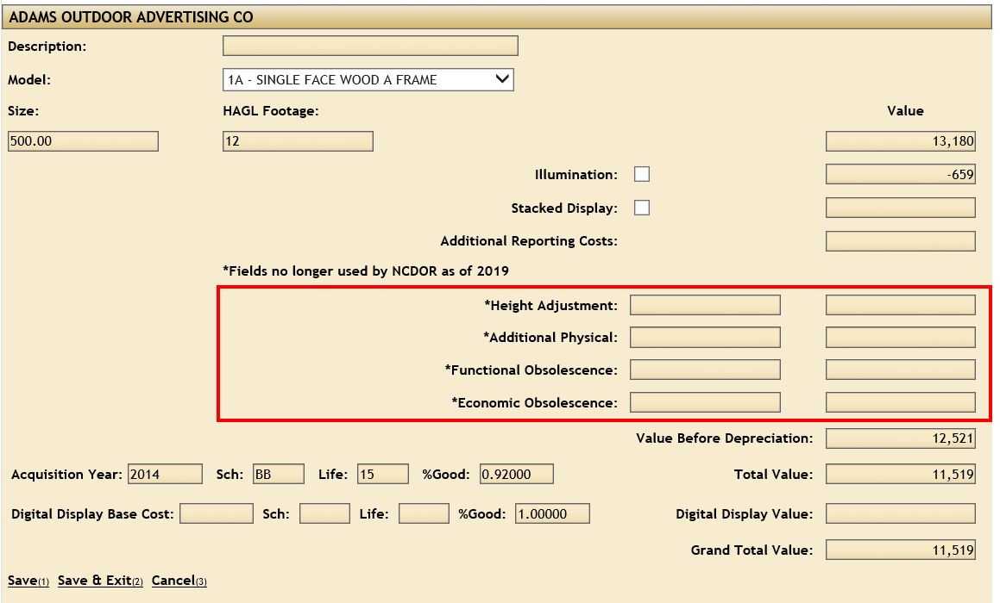 ADAMS OUTDOOR ADVERTISING CO
Description:
Model: 1A - SINGLE FACE WOOD A FRAME
Size: HAGL Footage: Value
500.00 12 13,180
Illumination: -659
Stacked Display:
Additional Reporting Costs:
*Fields no longer used by NCDOR as of 2019
*Height Adjustment:
*Additional Physical:
*Functional Obsolescence:
*Economic Obsolescence:
Value Before Depreciation: 12,521
Acquisition Year: 2014 Sch: BB Life: 15 %Good: 0.92000 Total Value: 11,519
Digital Display Base Cost: Sch: Life: %Good: 1.00000 Digital Display Value:
Grand Total Value: 11,519
Save(1) Save & Exit(2) Cancel(3)